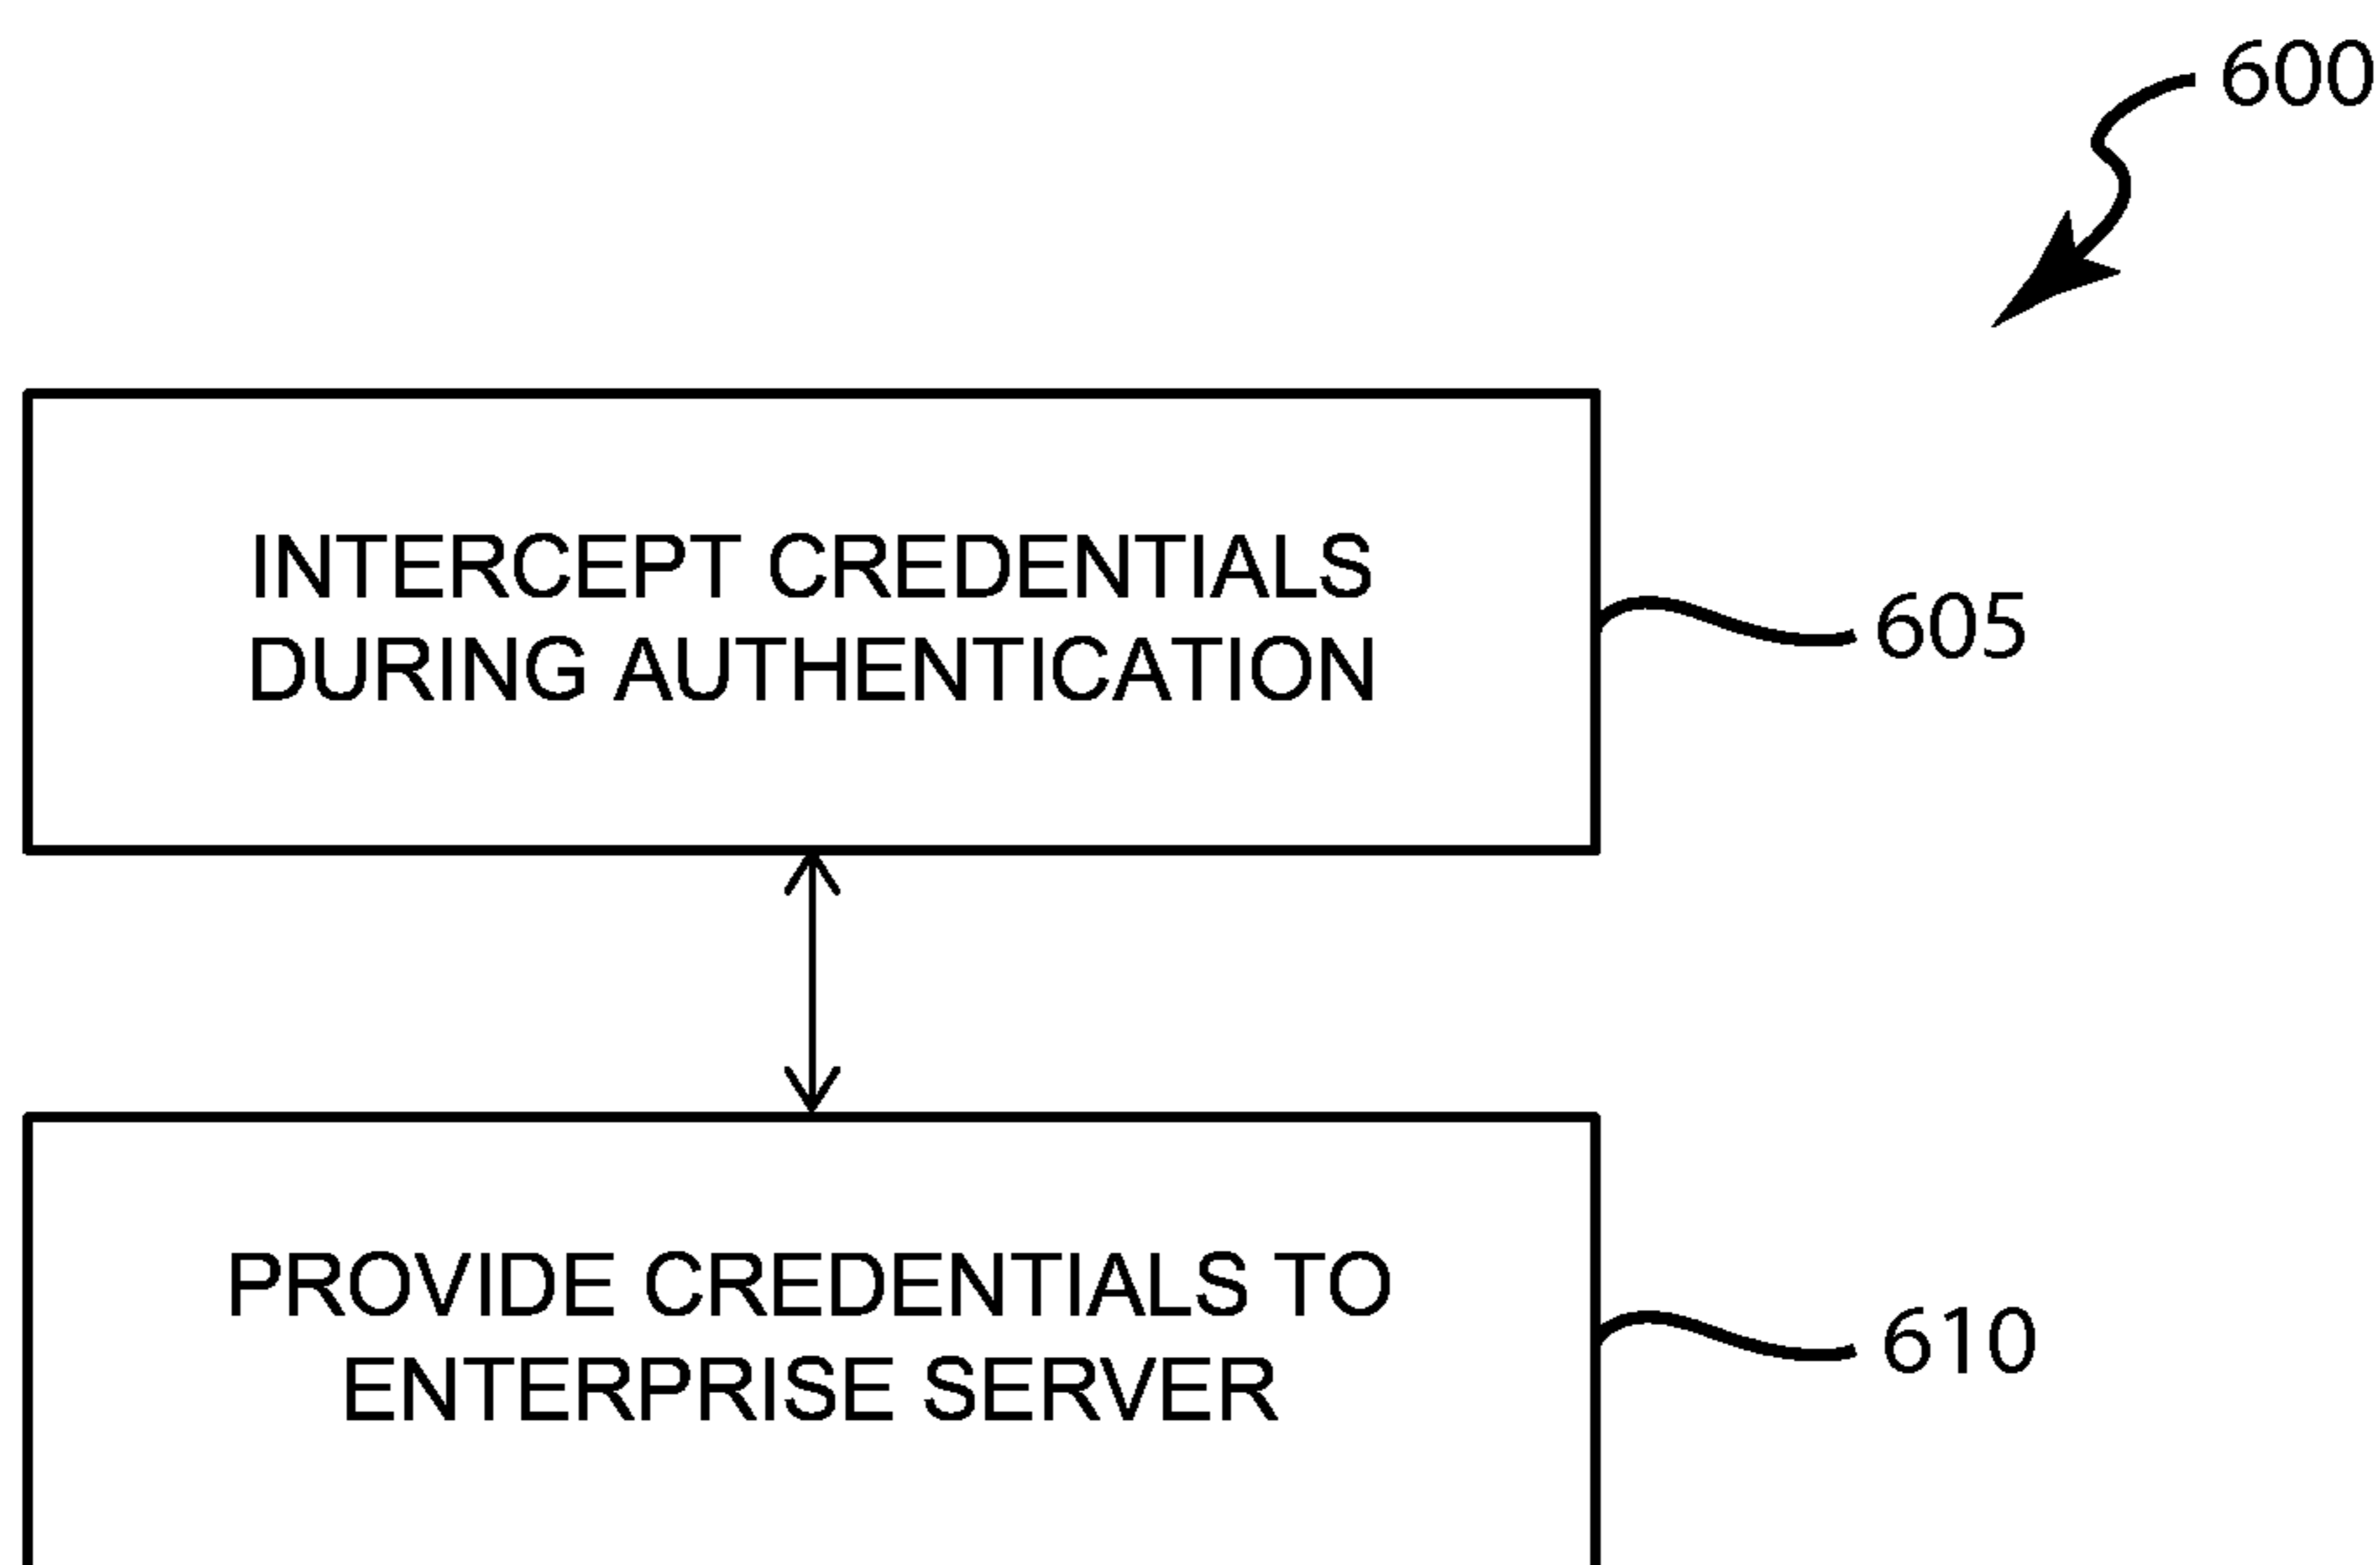 600
INTERCEPT CREDENTIALS
DURING AUTHENTICATION
605
PROVIDE CREDENTIALS TO
ENTERPRISE SERVER
610